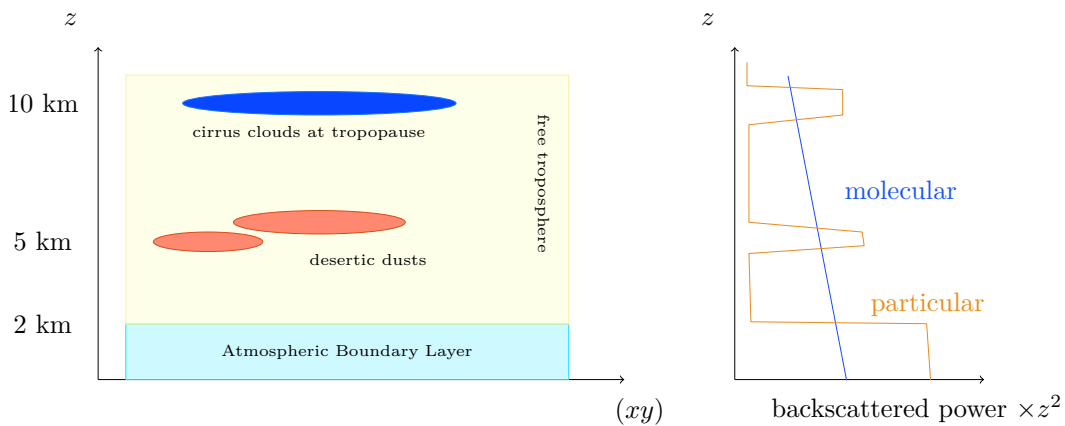 z
10 km
cirrus clouds at tropopause
free troposphere
5 km
desertic dusts
2 km
Atmospheric Boundary Layer
(xy)
z
molecular
particular
backscattered power ×z²